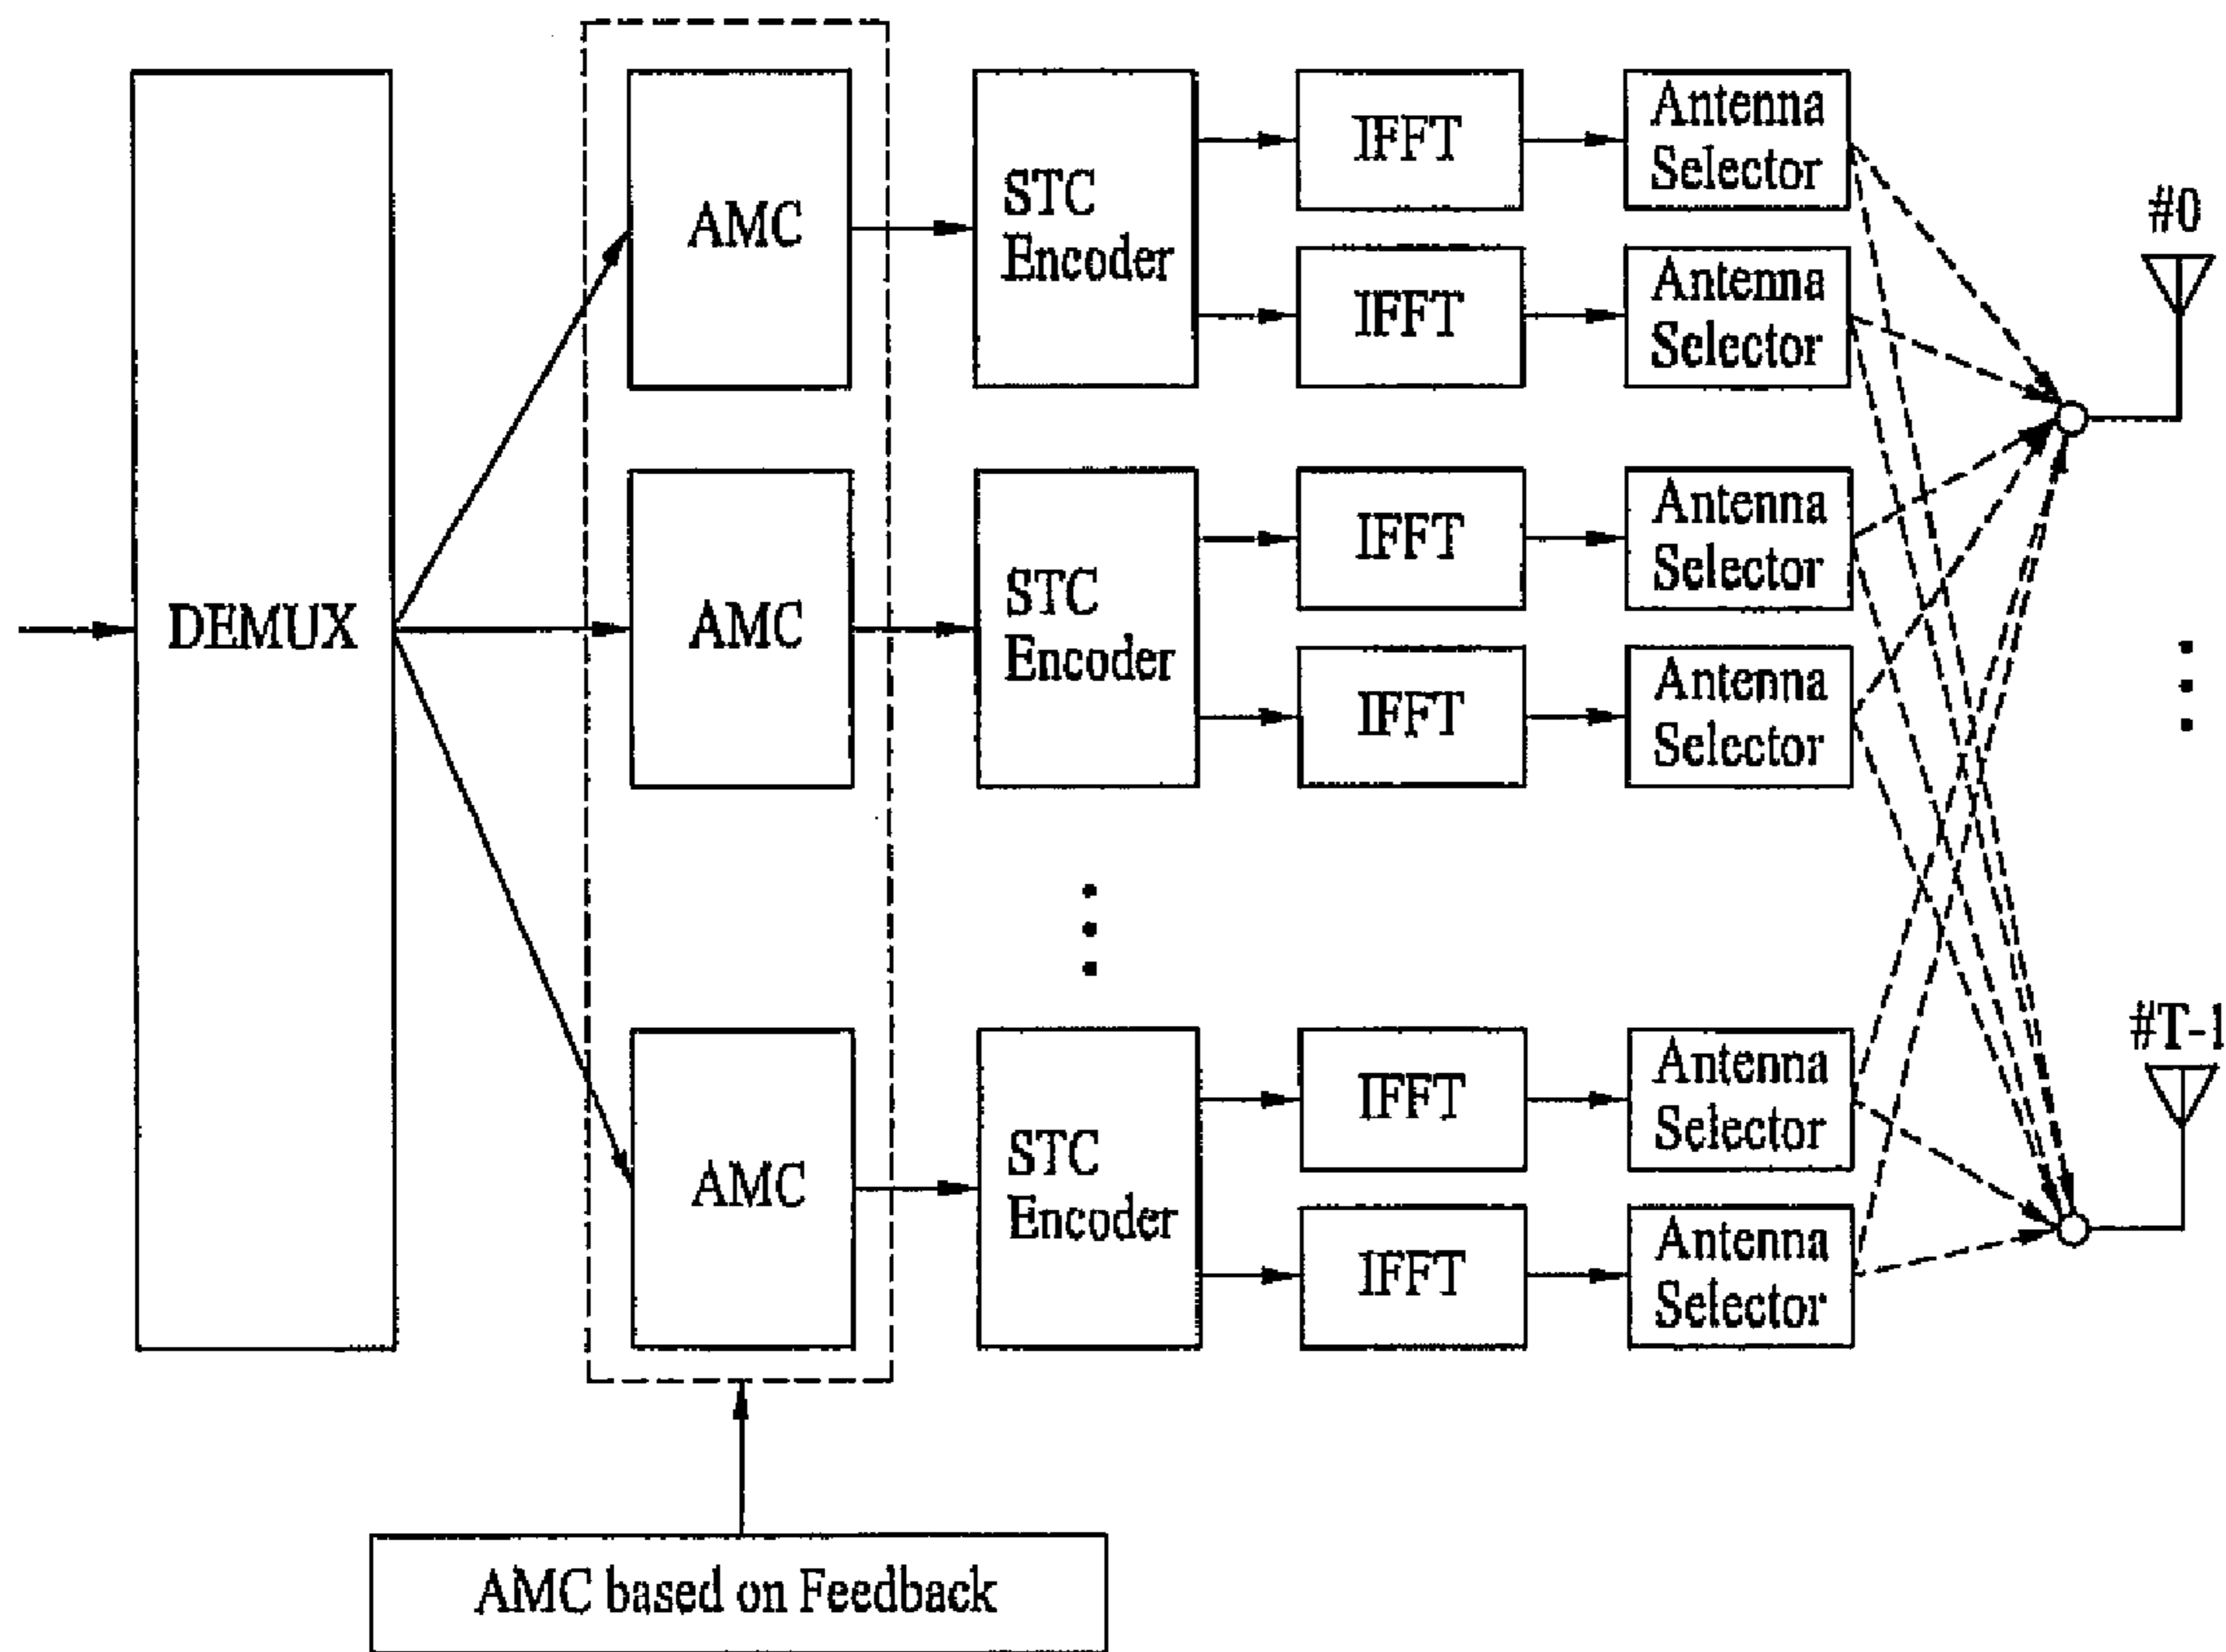 DEMUX
AMC
STC
Encoder
IFFT
Antenna
Selector
IFFT
Antenna
Selector
#0
AMC
STC
Encoder
IFFT
Antenna
Selector
IFFT
Antenna
Selector
AMC
STC
Encoder
IFFT
Antenna
Selector
IFFT
Antenna
Selector
#T-1
AMC based on Feedback